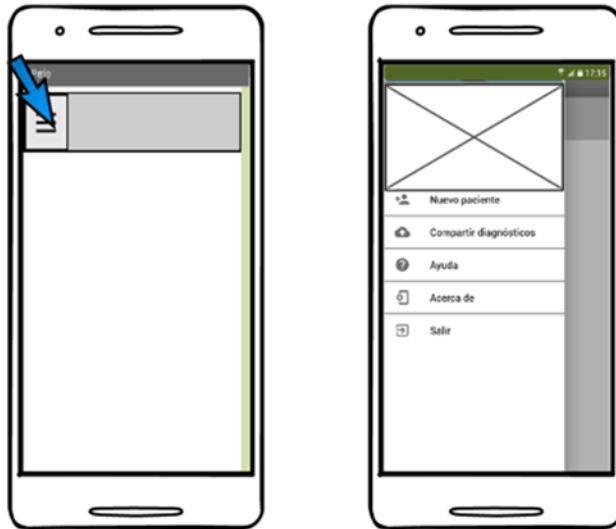 17:15
Nuevo paciente
Compartir diagnósticos
Ayuda
Acerca de
Salir